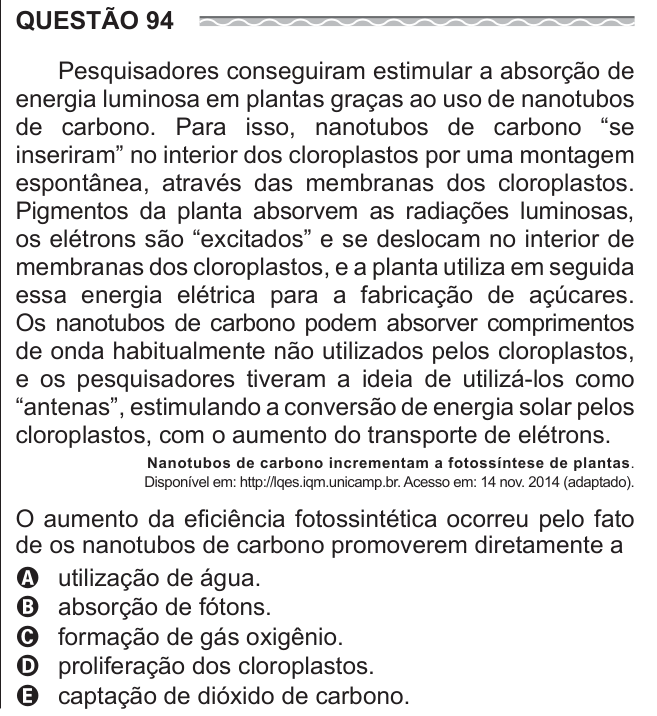 QUESTÃO 94
Pesquisadores conseguiram estimular a absorção de
energia luminosa em plantas graças ao uso de nanotubos
de carbono. Para isso, nanotubos de carbono “se
inseriram” no interior dos cloroplastos por uma montagem
espontânea, através das membranas dos cloroplastos.
Pigmentos da planta absorvem as radiações luminosas,
os elétrons são “excitados” e se deslocam no interior de
membranas dos cloroplastos, e a planta utiliza em seguida
essa energia elétrica para a fabricação de açúcares.
Os nanotubos de carbono podem absorver comprimentos
de onda habitualmente não utilizados pelos cloroplastos,
e os pesquisadores tiveram a ideia de utilizá-los como
“antenas”, estimulando a conversão de energia solar pelos
cloroplastos, com o aumento do transporte de elétrons.
Nanotubos de carbono incrementam a fotossíntese de plantas.
Disponível em: http://lqes.iqm.unicamp.br. Acesso em: 14 nov. 2014 (adaptado).
O aumento da eficiência fotossintética ocorreu pelo fato
de os nanotubos de carbono promoverem diretamente a
A utilização de água.
B absorção de fótons.
C formação de gás oxigênio.
D proliferação dos cloroplastos.
E captação de dióxido de carbono.